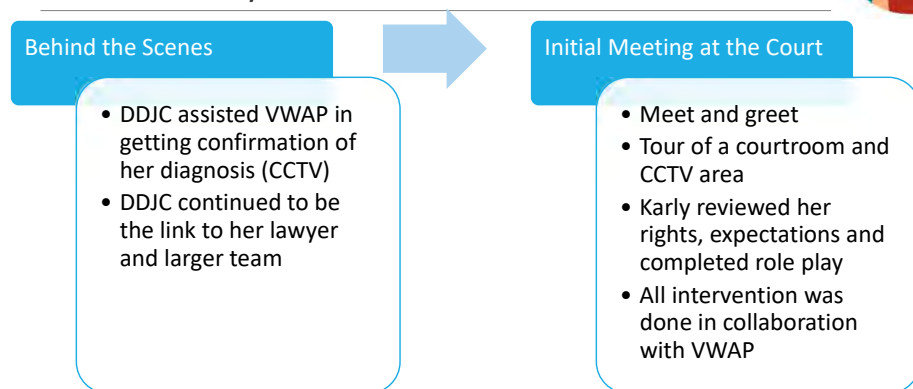 Behind the Scenes
• DDJC assisted VWAP in
getting confirmation of
her diagnosis (CCTV)
• DDJC continued to be
the link to her lawyer
and larger team
Initial Meeting at the Court
• Meet and greet
• Tour of a courtroom and
CCTV area
• Karly reviewed her
rights, expectations and
completed role play
• All intervention was
done in collaboration
with VWAP